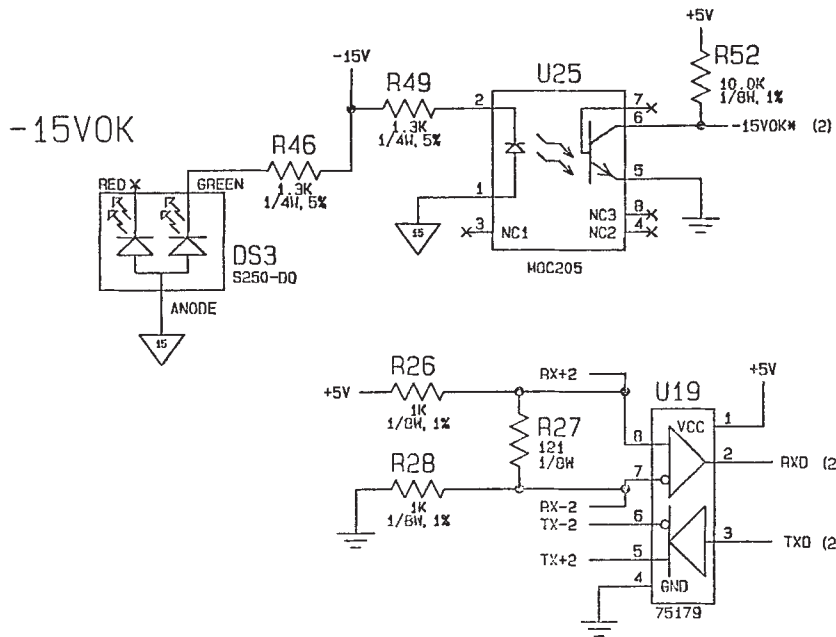 +5V
-15V
R52
10.0K
1/8W, 1%
U25
R49
1.3K
1/4W, 5%
2
7
6
-15VOK* (2)
-15VOK
R46
1.3K
1/4W, 5%
RED
GREEN
1
5
15
3
NC1
NC3
8
NC2
4
MOC205
DS3
S250-DQ
ANODE
15
R26
+5V
1K
1/8W, 1%
RX+2
+5V
U19
VCC
1
R27
121
1/8W
8
2
RXD (2
R28
1K
1/8W, 1%
7
RX-2
TX-2
6
3
TXD (2
TX+2
5
4
GND
75179